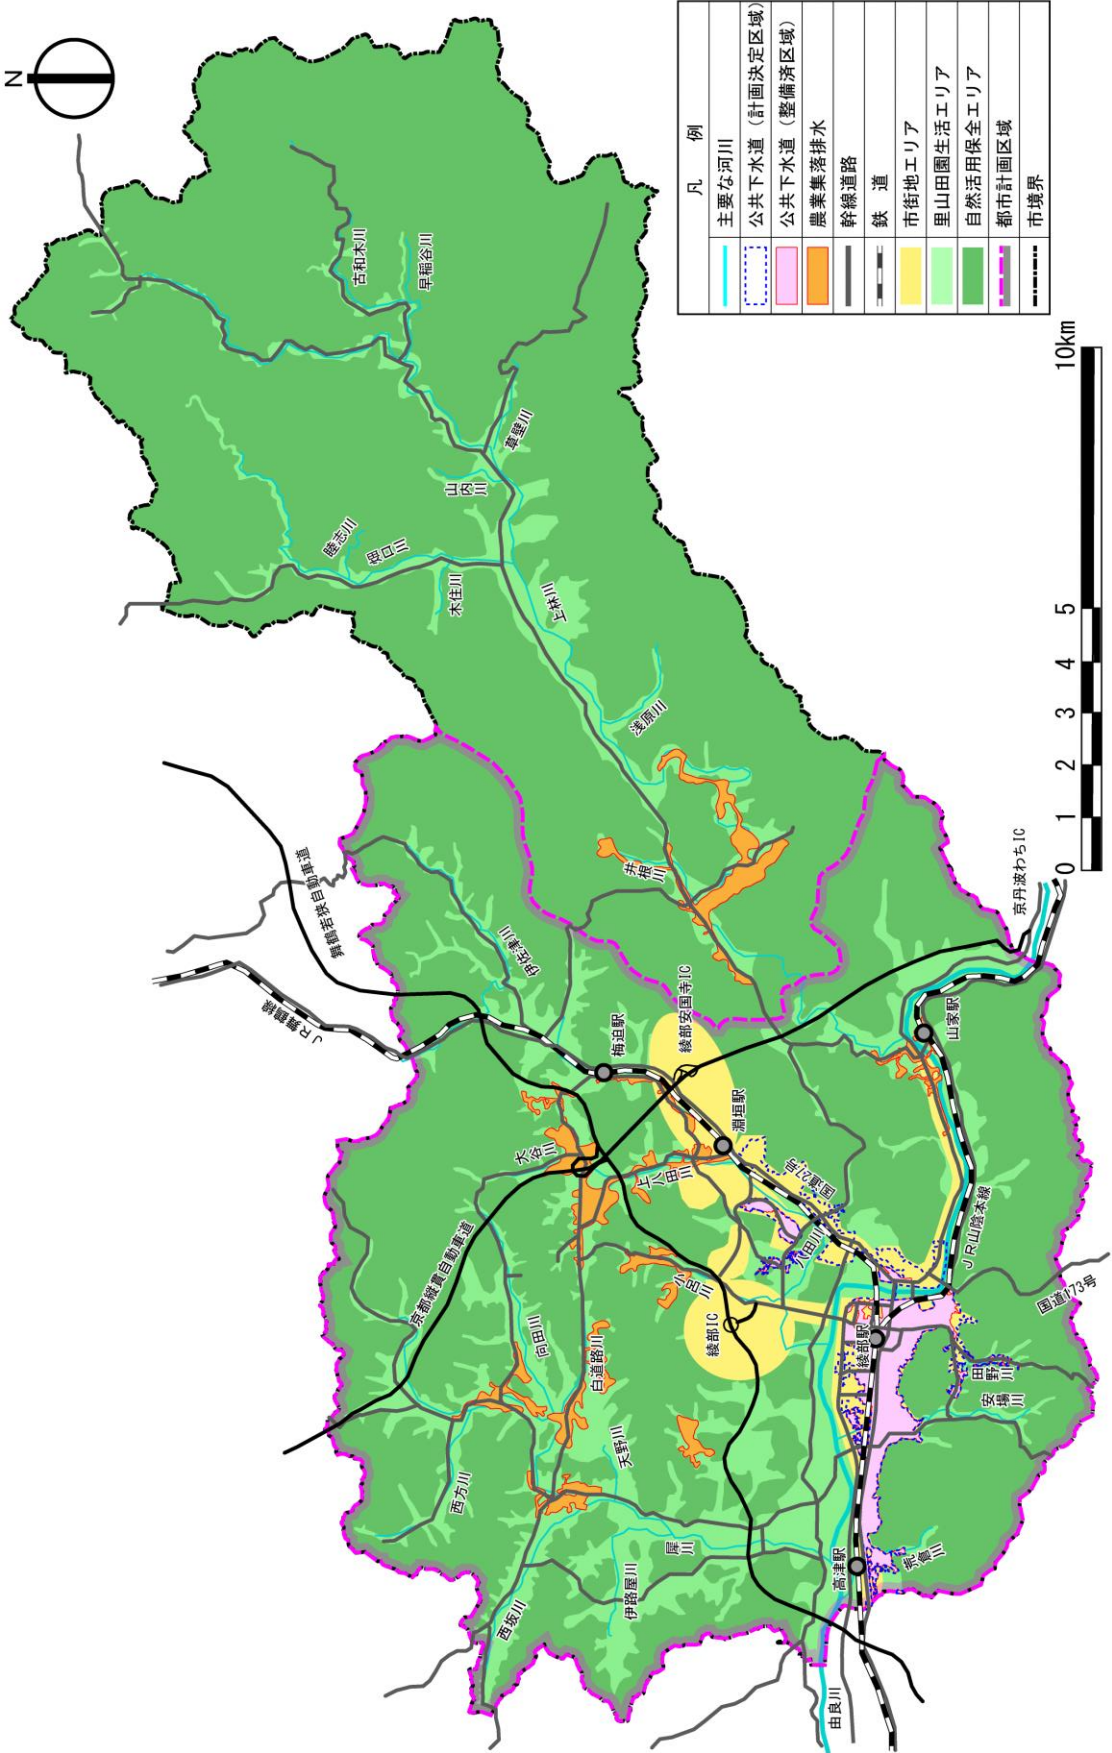 N
古和木川
早稲谷川
草壁川
山内川
睦志川
畑口川
木住川
上林川
浅原川
井根川
舞鶴若狭自動車道
伊佐津川
JR舞鶴線
梅迫駅
綾部安国寺IC
京丹波わちIC
大谷川
上八田川
淵垣駅
国道27号
山家駅
京都縦貫自動車道
八田川
JR山陰本線
小呂川
綾部IC
国道173号
向田川
白道路川
綾部駅
田野川
安場川
西方川
天野川
犀川
伊路屋川
西坂川
高津駅
荒倉川
由良川
0 1 2 3 4 5 10km
凡 例
主要な河川
公共下水道（計画決定区域）
公共下水道（整備済区域）
農業集落排水
幹線道路
鉄 道
市街地エリア
里山田園生活エリア
自然活用保全エリア
都市計画区域
市境界